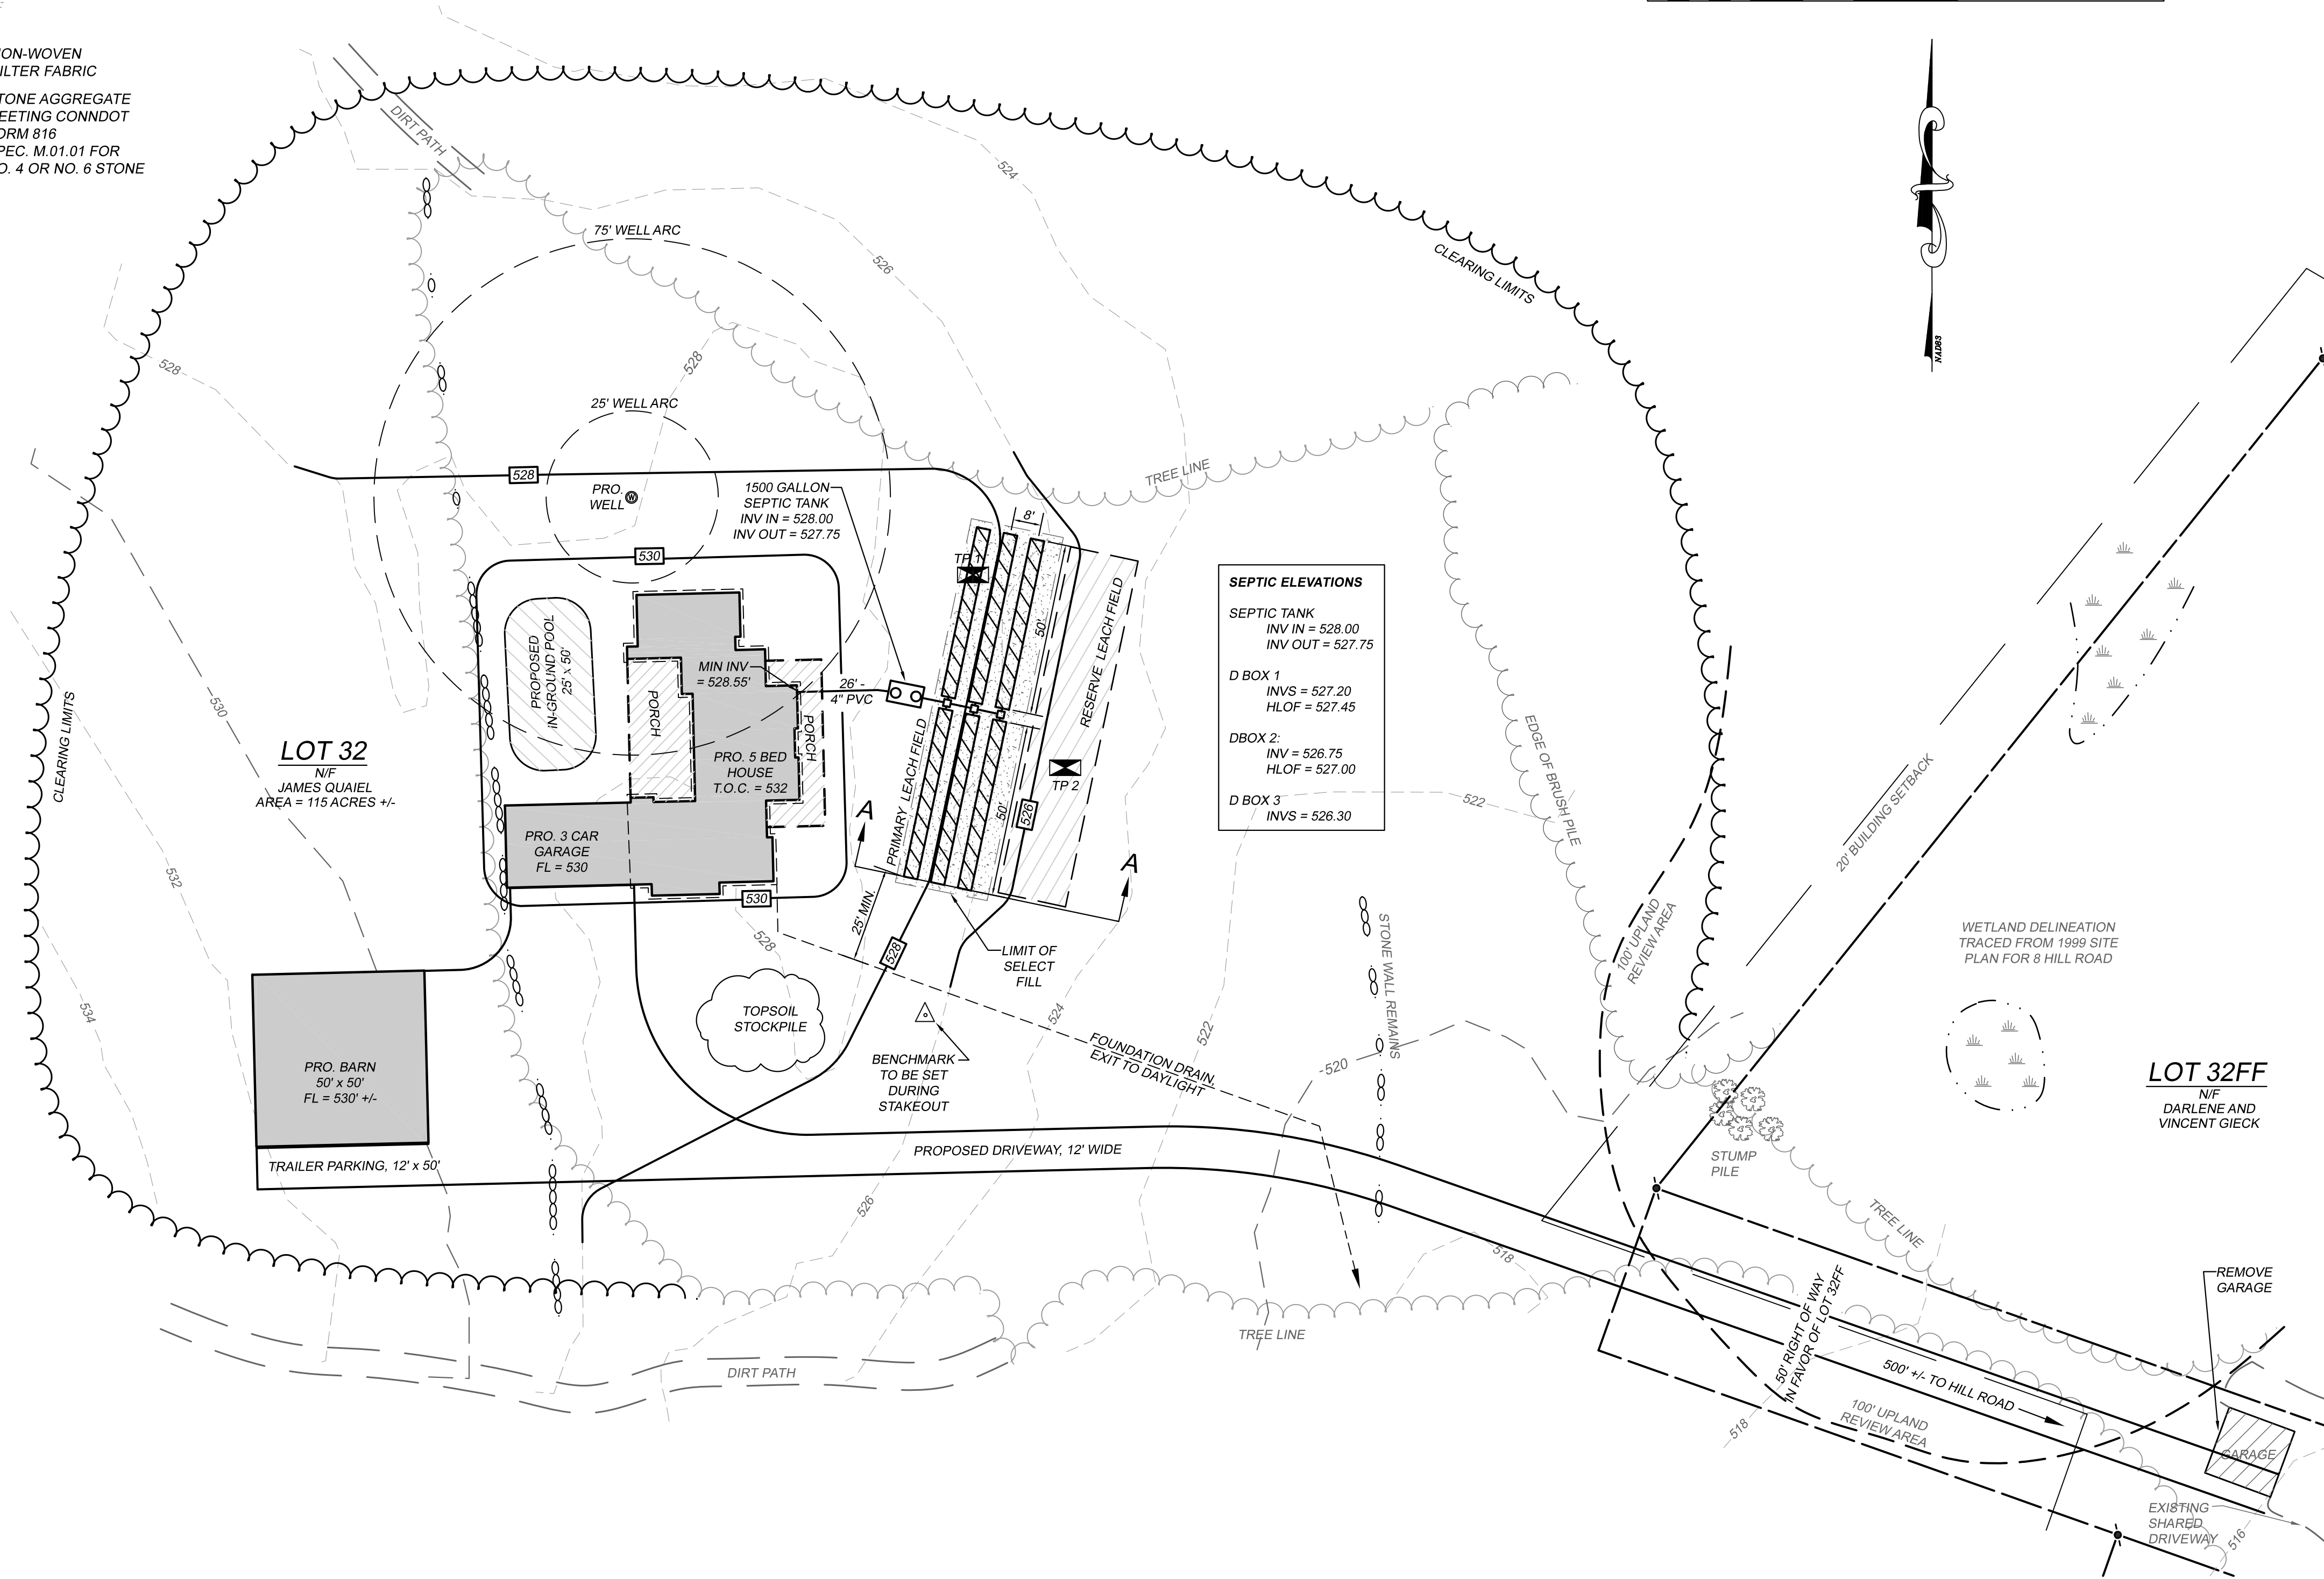 ON-WOVEN
ILTER FABRIC
TONE AGGREGATE
EETING CONNDOT
ORM 816
PEC. M.01.01 FOR
O. 4 OR NO. 6 STONE
DIRT PATH
524
526
528
528
75' WELL ARC
25' WELL ARC
CLEARING LIMITS
NAD83
TREE LINE
528
PRO.
WELL
W
1500 GALLON
SEPTIC TANK
INV IN = 528.00
INV OUT = 527.75
8'
TP 1
530
PROPOSED
IN-GROUND POOL
25' x 50'
PORCH
MIN INV
= 528.55'
26' -
4" PVC
PORCH
PRO. 5 BED
HOUSE
T.O.C. = 532
PRO. 3 CAR
GARAGE
FL = 530
530
PRIMARY LEACH FIELD
50'
50'
RESERVE LEACH FIELD
TP 2
526
A
A
25' MIN.
528
528
LIMIT OF
SELECT
FILL
SEPTIC ELEVATIONS
SEPTIC TANK
INV IN = 528.00
INV OUT = 527.75
D BOX 1
INVS = 527.20
HLOF = 527.45
DBOX 2:
INV = 526.75
HLOF = 527.00
D BOX 3
INVS = 526.30
522
EDGE OF BRUSH PILE
20' BUILDING SETBACK
100' UPLAND
REVIEW AREA
STONE WALL REMAINS
WETLAND DELINEATION
TRACED FROM 1999 SITE
PLAN FOR 8 HILL ROAD
LOT 32FF
N/F
DARLENE AND
VINCENT GIECK
CLEARING LIMITS
530
LOT 32
N/F
JAMES QUAIEL
AREA = 115 ACRES +/-
532
534
PRO. BARN
50' x 50'
FL = 530' +/-
TRAILER PARKING, 12' x 50'
TOPSOIL
STOCKPILE
BENCHMARK
TO BE SET
DURING
STAKEOUT
524
522
520
FOUNDATION DRAIN,
EXIT TO DAYLIGHT
PROPOSED DRIVEWAY, 12' WIDE
526
518
STUMP
PILE
TREE LINE
TREE LINE
DIRT PATH
50' RIGHT OF WAY
IN FAVOR OF LOT 32FF
500' +/- TO HILL ROAD
100' UPLAND
REVIEW AREA
518
REMOVE
GARAGE
GARAGE
EXISTING
SHARED
DRIVEWAY
516